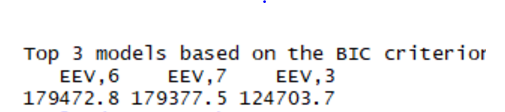 Top 3 models based on the BIC criterion
EEV,6 EEV,7 EEV,3
179472.8 179377.5 124703.7